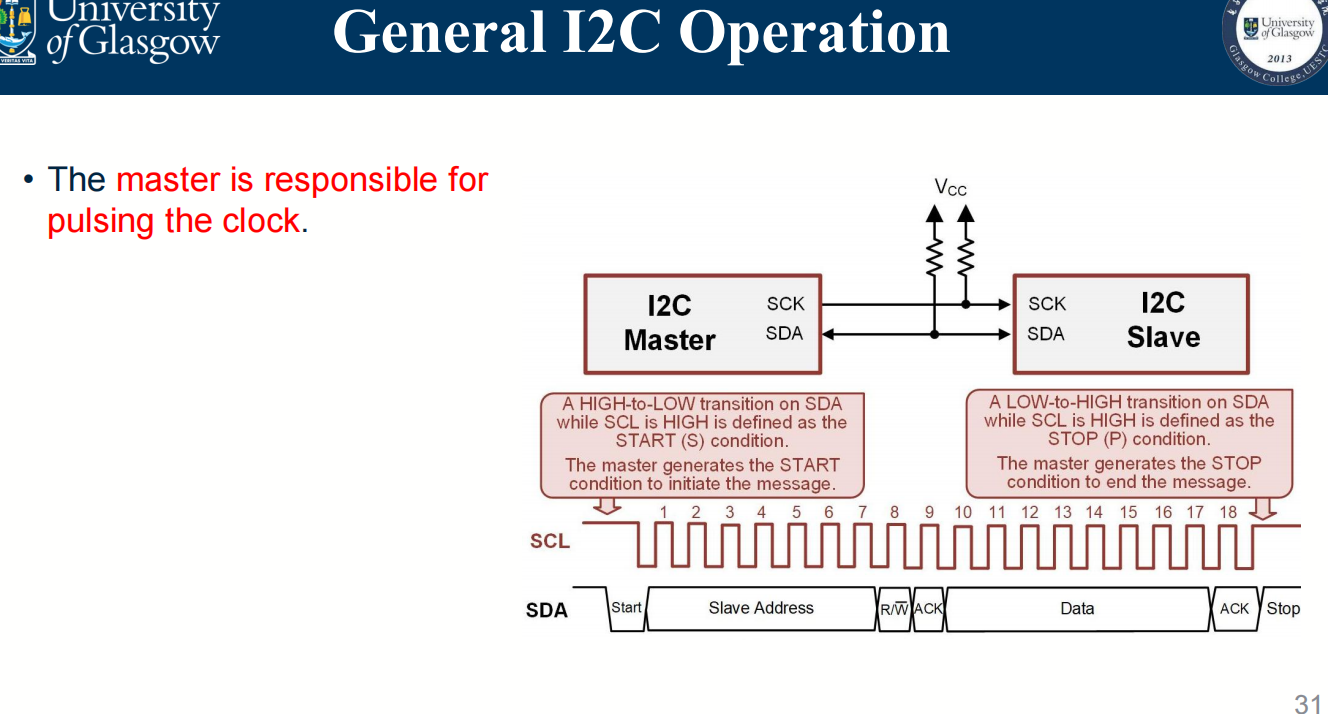 University
of Glasgow
VERITAS VITA
General I2C Operation
University
of Glasgow
2013
Glasgow College, UESTC
• The master is responsible for
pulsing the clock.
VCC
I2C
Master
SCK
SDA
SCK
SDA
I2C
Slave
A HIGH-to-LOW transition on SDA
while SCL is HIGH is defined as the
START (S) condition.
The master generates the START
condition to initiate the message.
A LOW-to-HIGH transition on SDA
while SCL is HIGH is defined as the
STOP (P) condition.
The master generates the STOP
condition to end the message.
1 2 3 4 5 6 7 8 9 10 11 12 13 14 15 16 17 18
SCL
SDA Start Slave Address R/W̅ ACK Data ACK Stop
31